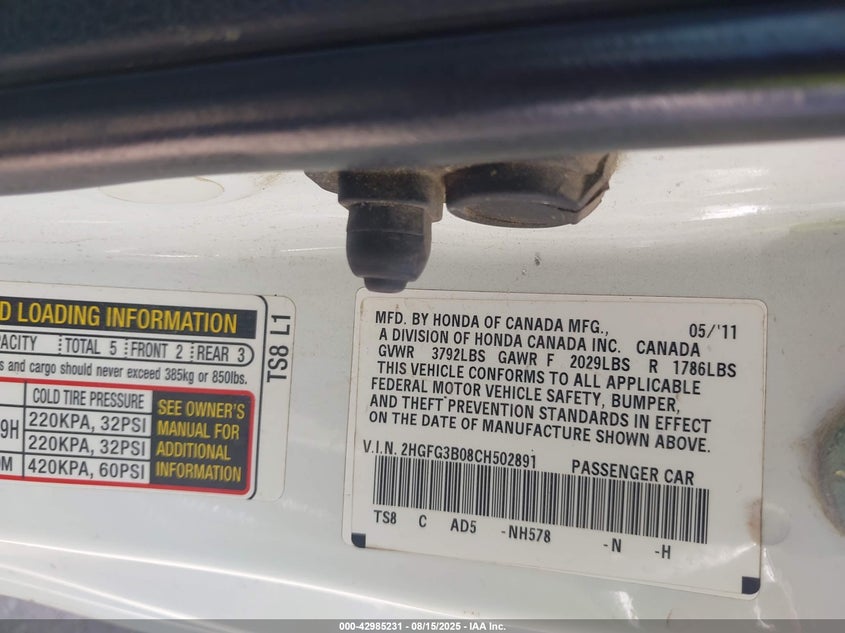 D LOADING INFORMATION
PACITY TOTAL 5 FRONT 2 REAR 3
s and cargo should never exceed 385kg or 850lbs.
COLD TIRE PRESSURE
SEE OWNER'S
MANUAL FOR
ADDITIONAL
INFORMATION
9H 220KPA, 32PSI
220KPA, 32PSI
0M 420KPA, 60PSI
TS8 L1
MFD. BY HONDA OF CANADA MFG., 05/'11
A DIVISION OF HONDA CANADA INC. CANADA
GVWR 3792LBS GAWR F 2029LBS R 1786LBS
THIS VEHICLE CONFORMS TO ALL APPLICABLE
FEDERAL MOTOR VEHICLE SAFETY, BUMPER,
AND THEFT PREVENTION STANDARDS IN EFFECT
ON THE DATE OF MANUFACTURE SHOWN ABOVE.
V.I.N. 2HGFG3B08CH502891 PASSENGER CAR
TS8 C AD5 -NH578 -N -H
000-42985231 - 08/15/2025 - IAA Inc.